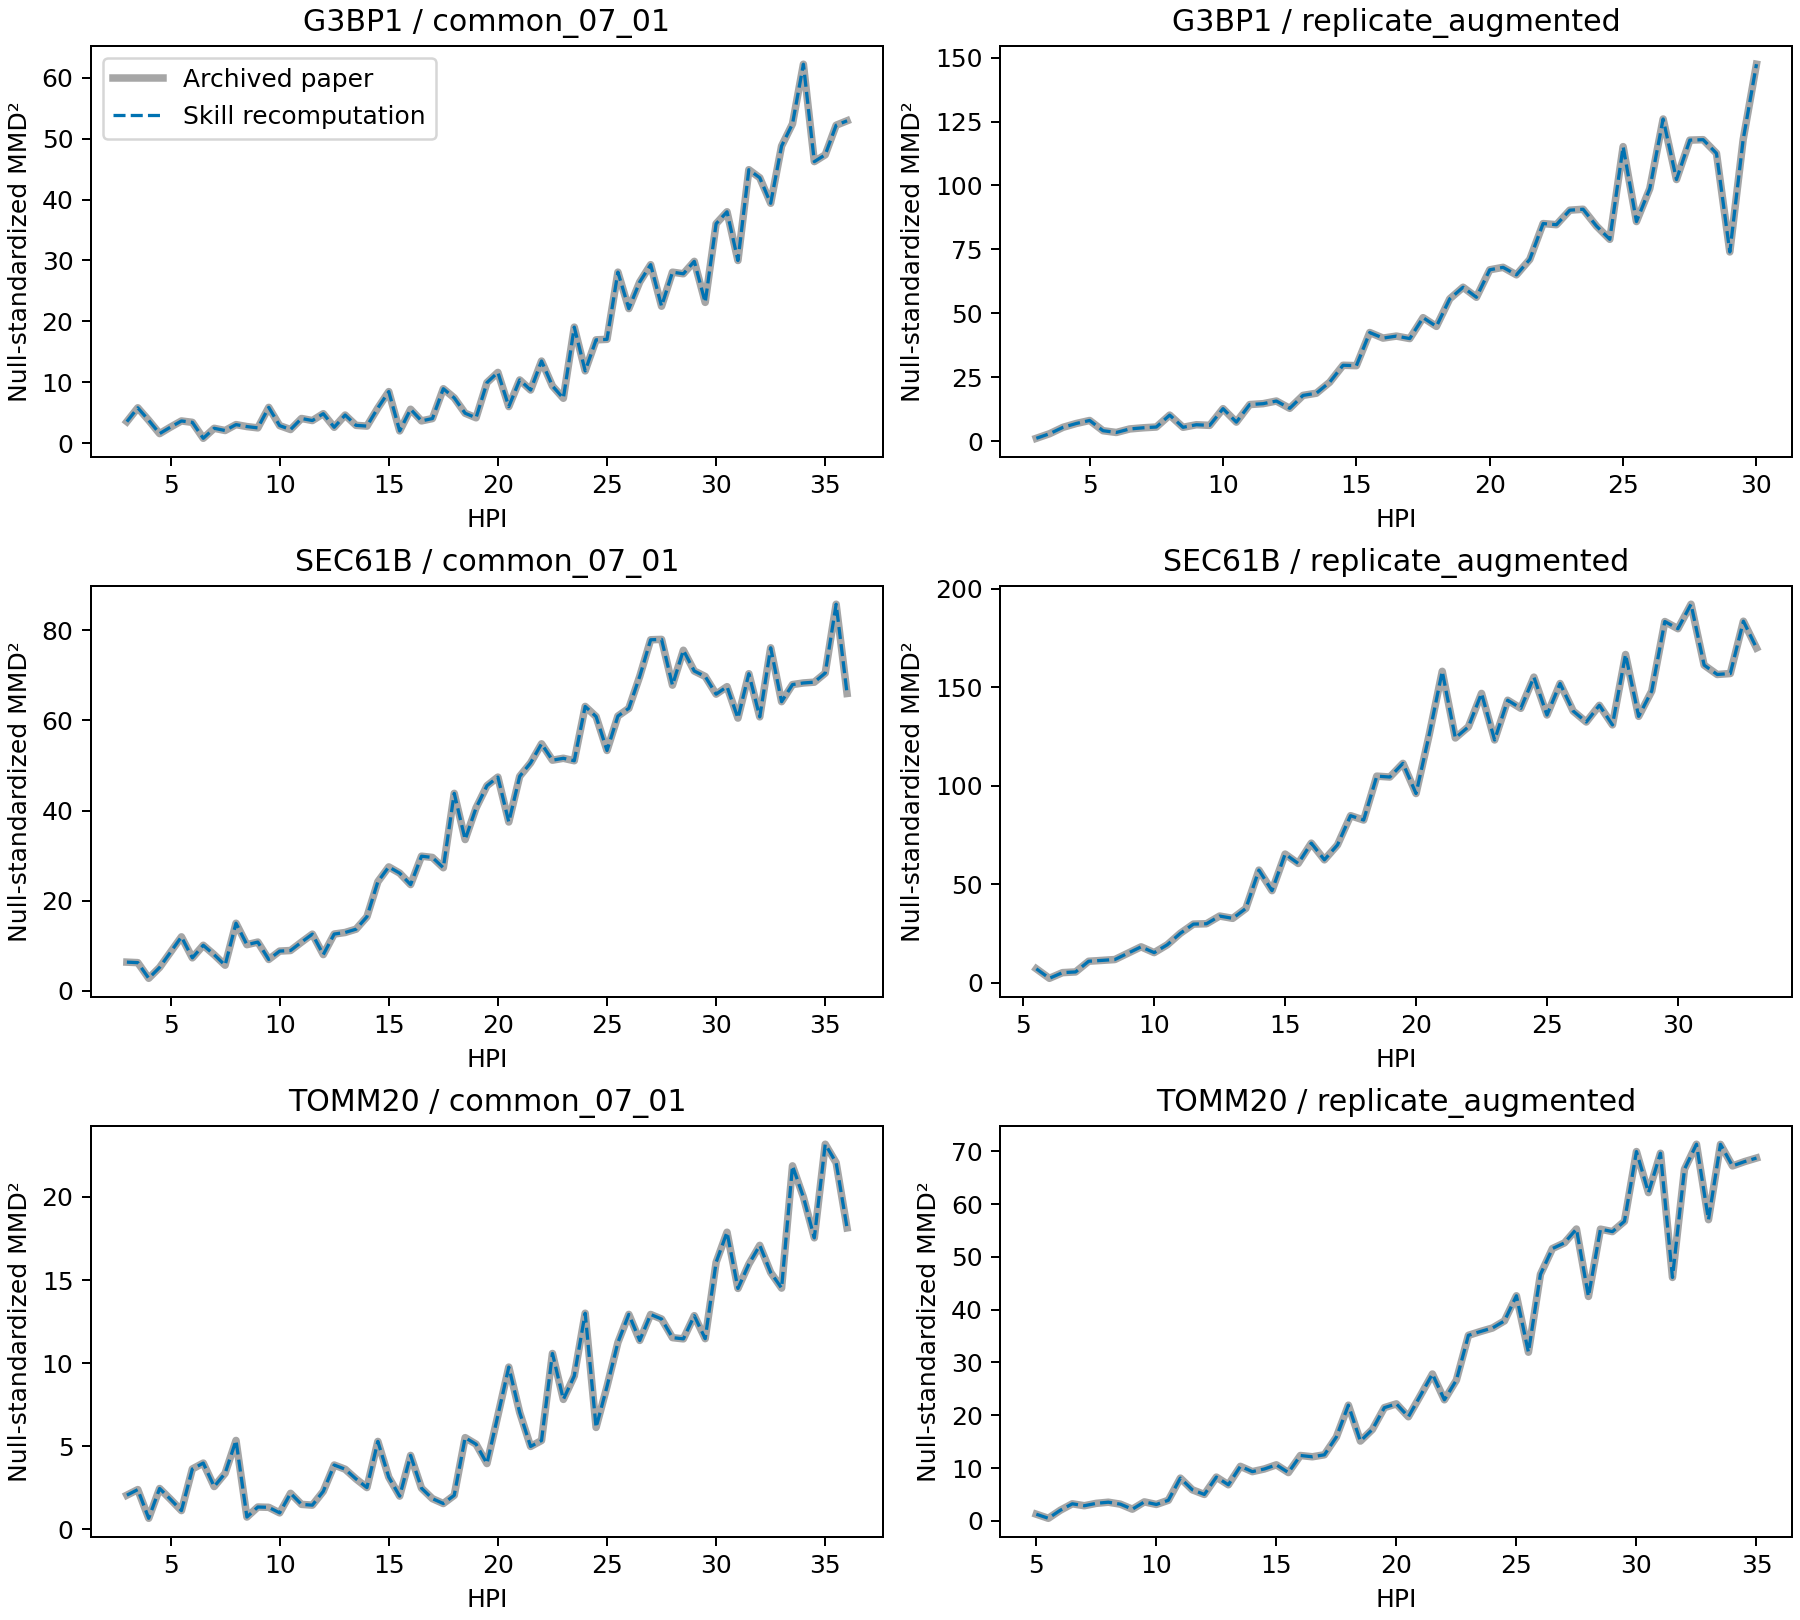 G3BP1 / common_07_01
Null-standardized MMD²
60
50
40
30
20
10
0
Archived paper
Skill recomputation
5 10 15 20 25 30 35
HPI
G3BP1 / replicate_augmented
Null-standardized MMD²
150
125
100
75
50
25
0
5 10 15 20 25 30
HPI
SEC61B / common_07_01
Null-standardized MMD²
80
60
40
20
0
5 10 15 20 25 30 35
HPI
SEC61B / replicate_augmented
Null-standardized MMD²
200
150
100
50
0
5 10 15 20 25 30
HPI
TOMM20 / common_07_01
Null-standardized MMD²
20
15
10
5
0
5 10 15 20 25 30 35
HPI
TOMM20 / replicate_augmented
Null-standardized MMD²
70
60
50
40
30
20
10
0
5 10 15 20 25 30 35
HPI